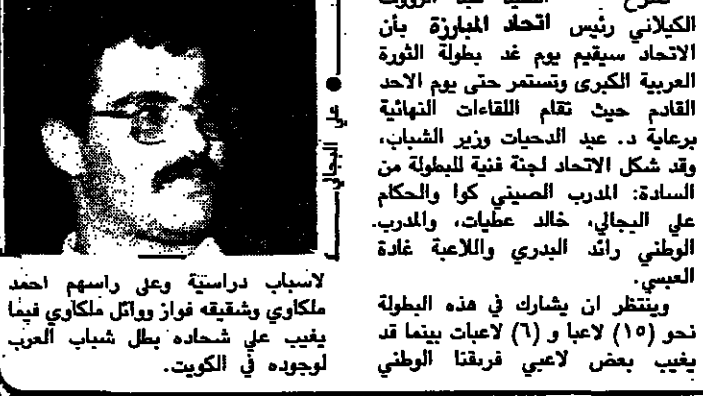 الكيلاني رئيس اتحاد المبارزة بأن
الاتحاد سيقيم يوم غد بطولة الثورة
العربية الكبرى وتستمر حتى يوم الاحد
القادم حيث تقام اللقاءات النهائية
برعاية د. عيد الدحيات وزير الشباب،
وقد شكل الاتحاد لجنة فنية للبطولة من
السادة: المدرب الصيني كوا والحكام
علي البجالي، خالد عطيات، والمدرب
الوطني رائد البدري واللاعبة غادة
العبسي.
وينتظر ان يشارك في هذه البطولة
نحو (١٥) لاعبا و (٦) لاعبات بينما قد
يغيب بعض لاعبي فريقنا الوطني
لاسباب دراسية وعلى راسهم احمد
ملكاوي وشقيقه فواز ووائل ملكاوي فيما
يغيب علي شحاده بطل شباب العرب
لوجوده في الكويت.
علي البجالي